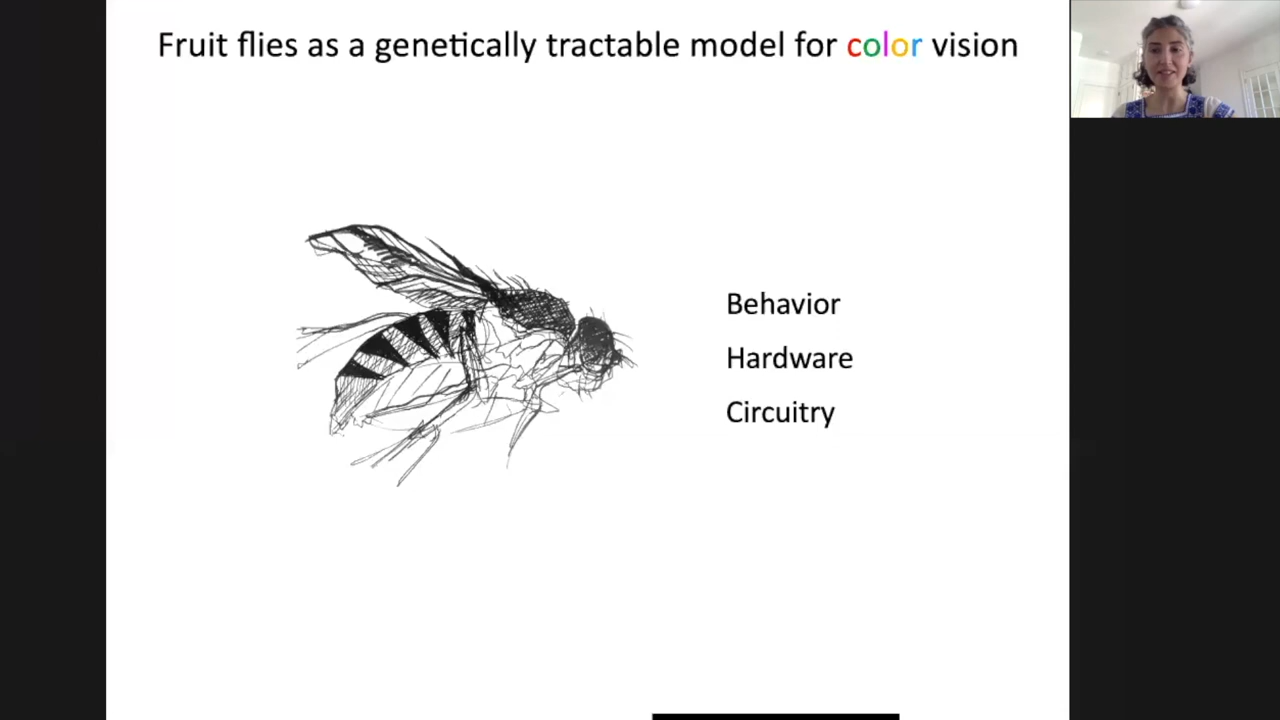 Fruit flies as a genetically tractable model for color vision
Behavior
Hardware
Circuitry